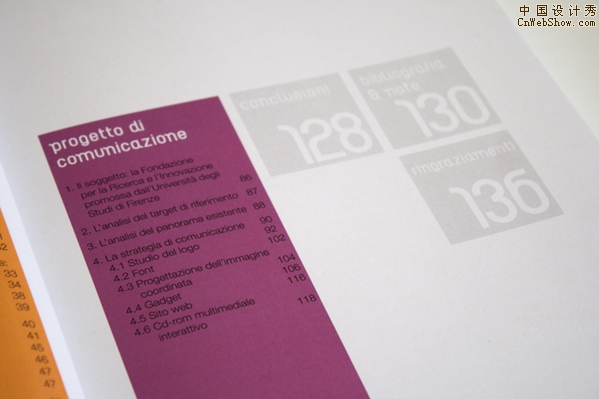 中国设计秀
CnWebShow.com
progetto di
comunicazione
1. Il soggetto: la Fondazione
per la Ricerca e l'Innovazione
promossa dall'Università degli
Studi di Firenze 86
2. L'analisi del target di riferimento 87
3. L'analisi del panorama esistente 88
4. La strategia di comunicazione 90
4.1 Studio del logo 92
4.2 Font 102
4.3 Progettazione dell'immagine
coordinata 104
4.4 Gadget 106
4.5 Sito web 116
4.6 Cd-rom multimediale
interattivo 118
conclusioni
128
bibliografia
& note
130
ringraziamenti
136
33
34
38
39
40
41
45
46
47
47